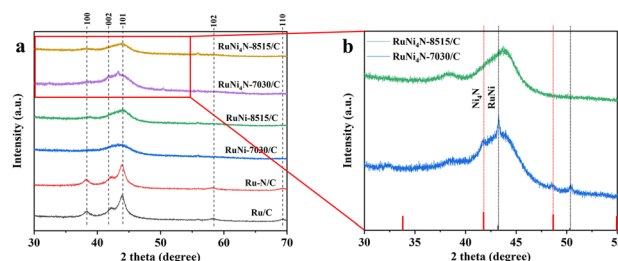 a
-100
-002
-101
-102
-110
RuNi₄N-8515/C
RuNi₄N-7030/C
RuNi-8515/C
RuNi-7030/C
Ru-N/C
Ru/C
Intensity (a.u.)
30 40 50 60 70
2 theta (degree)
b
RuNi₄N-8515/C
RuNi₄N-7030/C
Ni₄N
RuNi
Intensity (a.u.)
30 35 40 45 50 55
2 theta (degree)